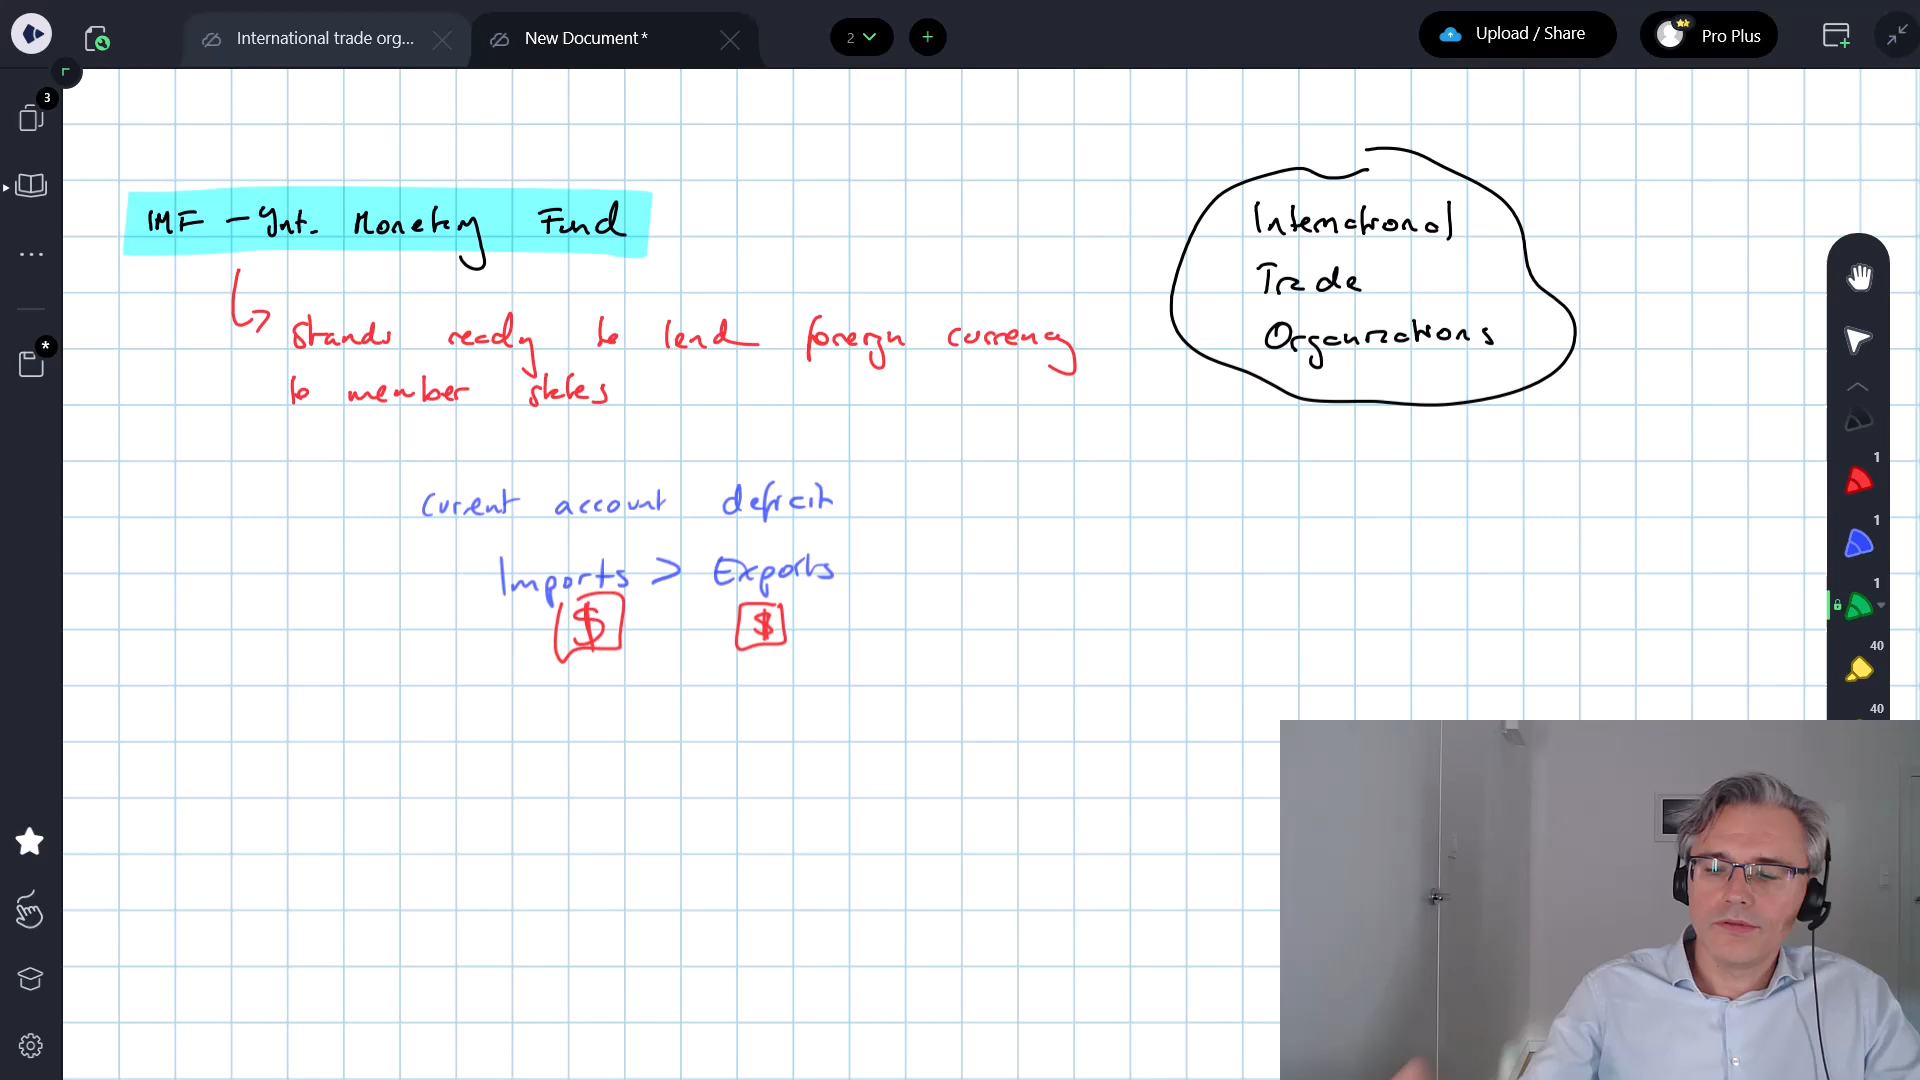 International trade org...
New Document*
2
+
Upload / Share
Pro Plus
3
IMF - Int. Monetary Fund
International
Trade
Organizations
stands ready to lend foreign currency
to member states
Current account deficit
Imports > Exports
$ $
1
1
1
40
40